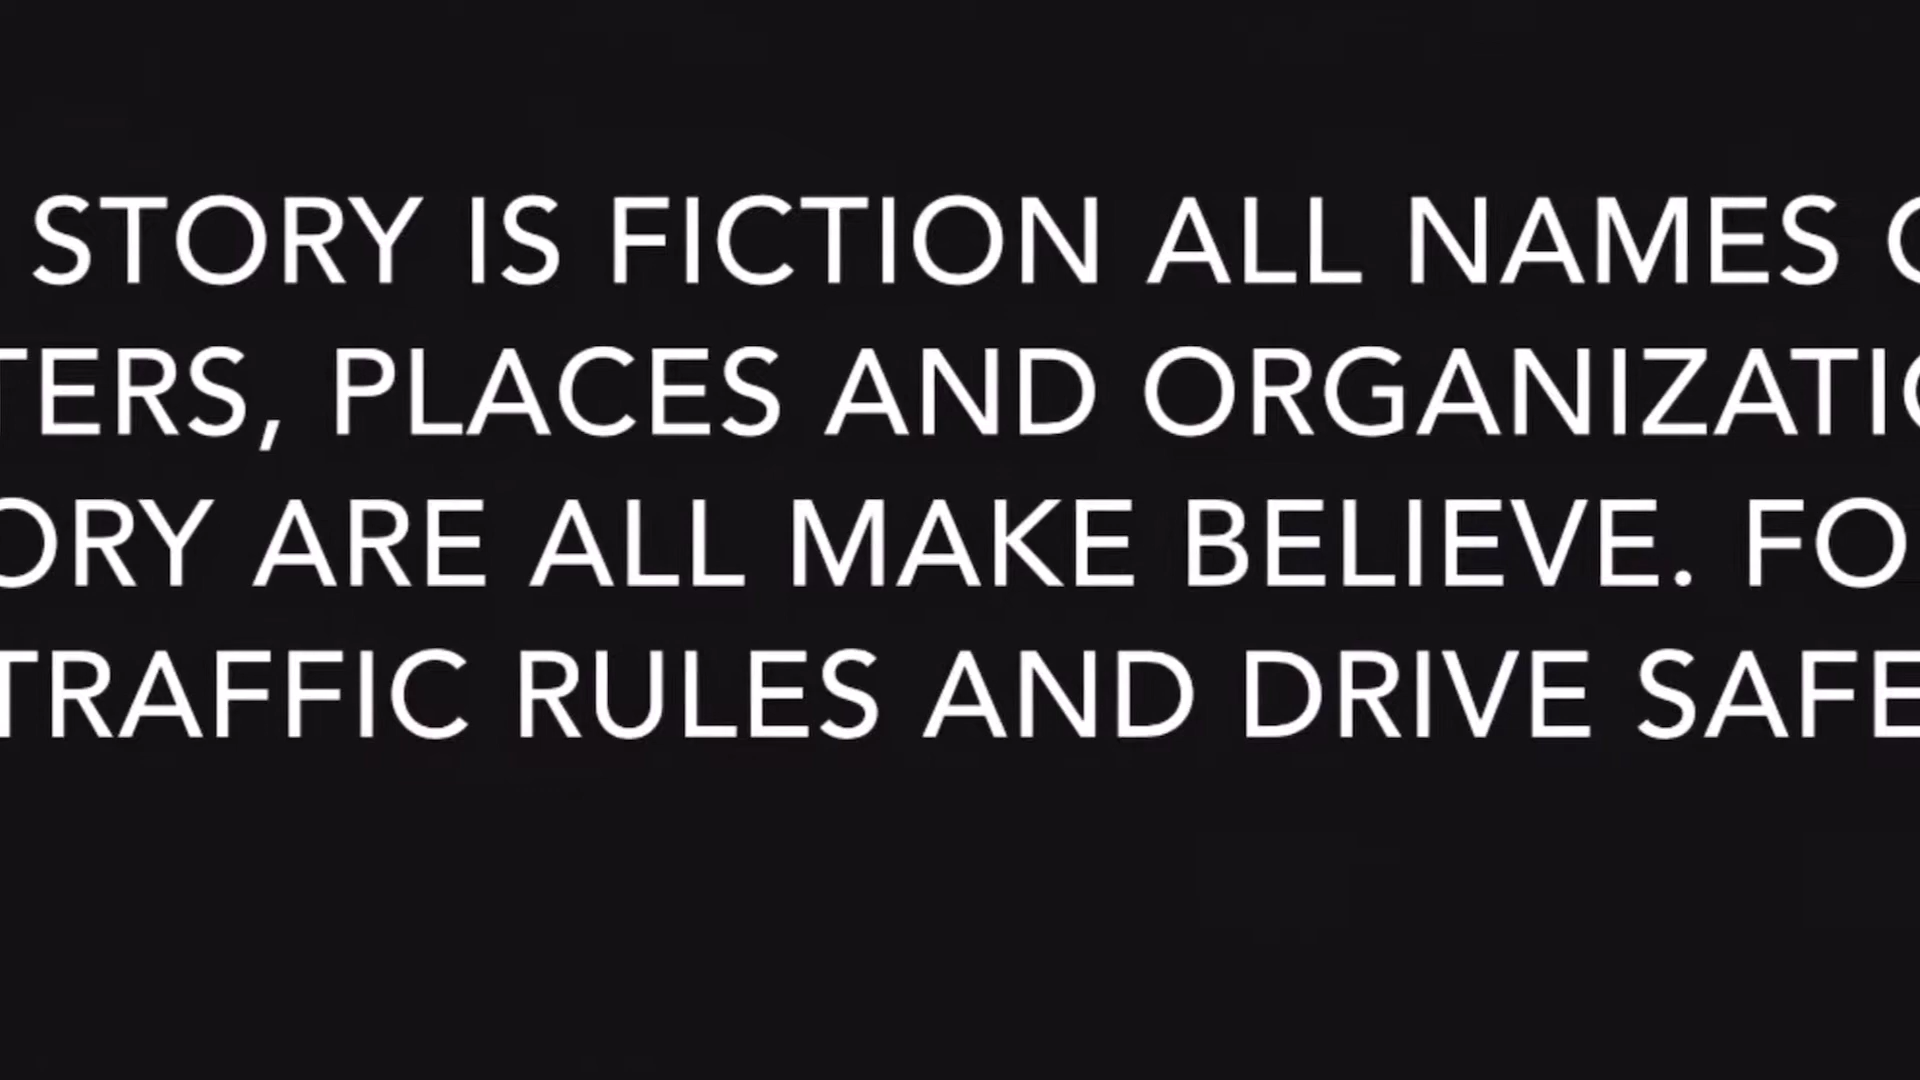 STORY IS FICTION ALL NAMES
TERS, PLACES AND ORGANIZATIO
ORY ARE ALL MAKE BELIEVE. FO
TRAFFIC RULES AND DRIVE SAFE